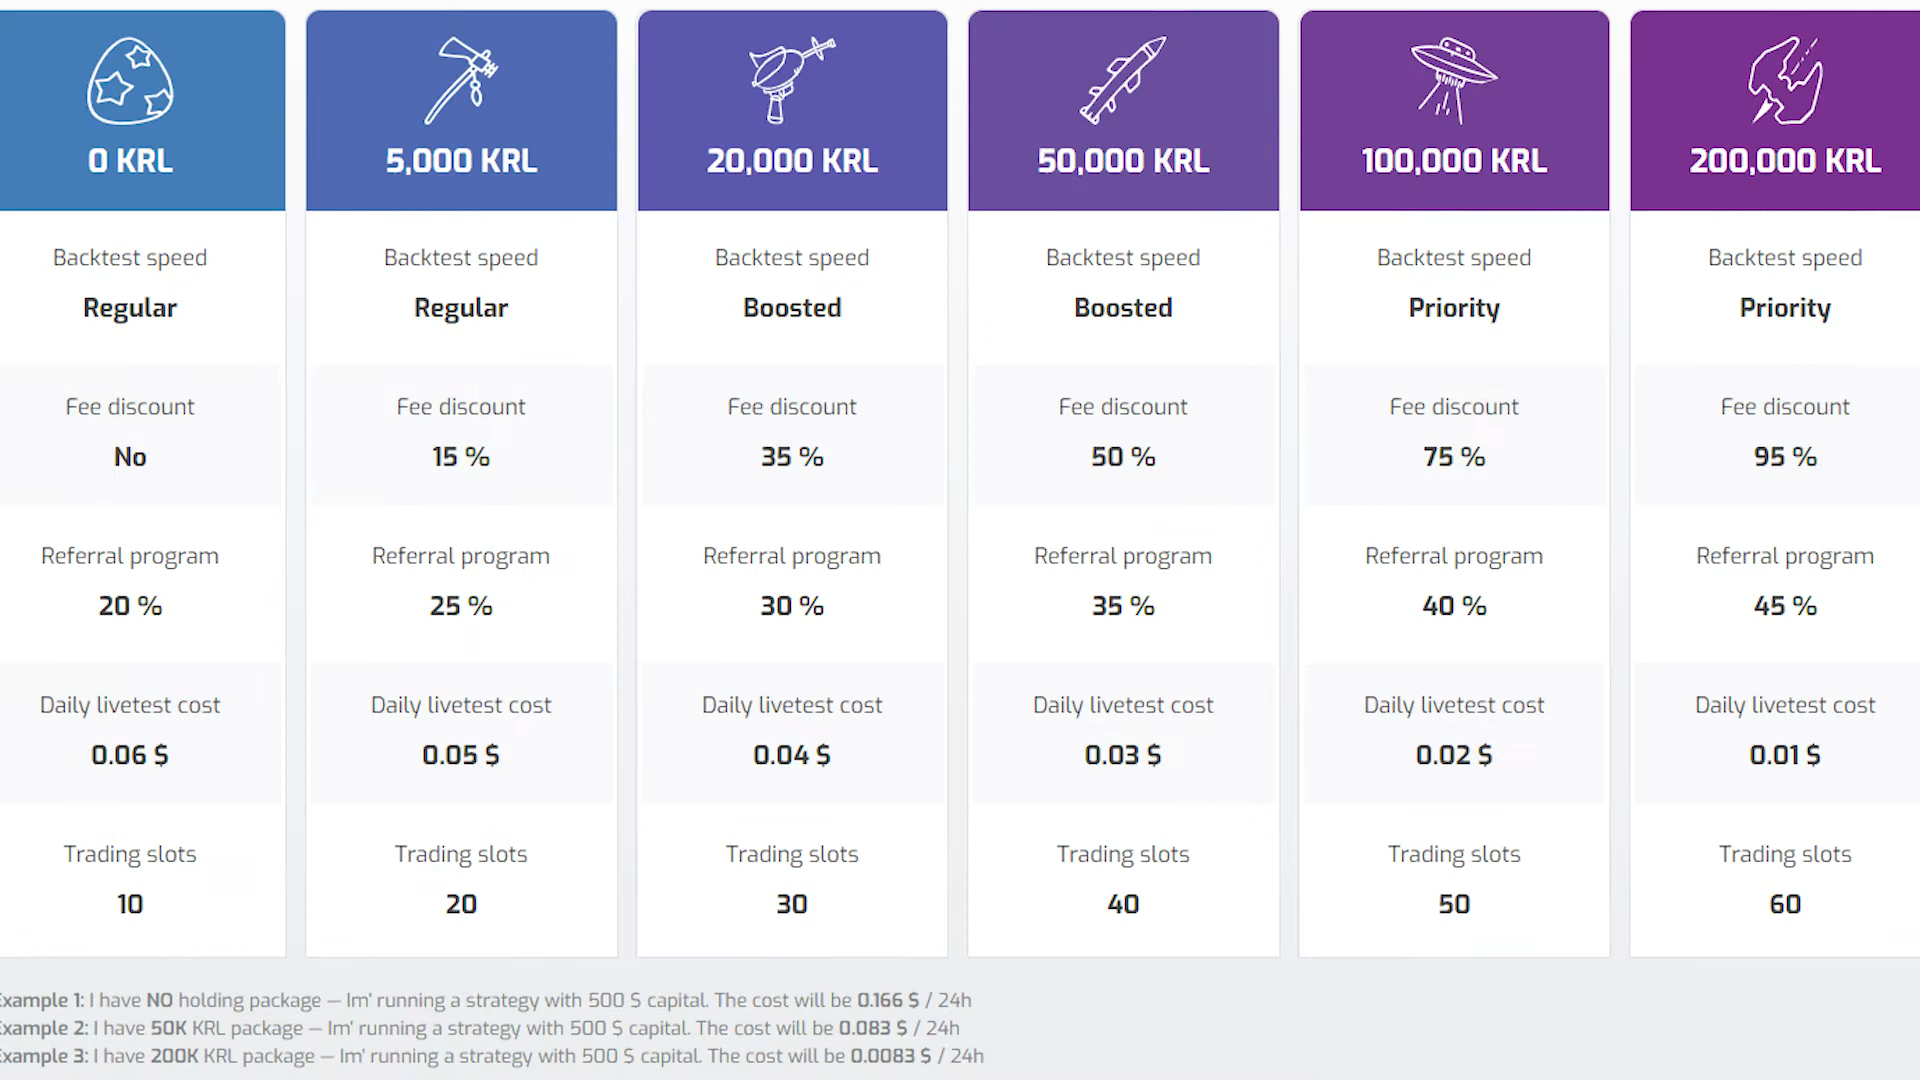 0 KRL
5,000 KRL
20,000 KRL
50,000 KRL
100,000 KRL
200,000 KRL
Backtest speed
Backtest speed
Backtest speed
Backtest speed
Backtest speed
Backtest speed
Regular
Regular
Boosted
Boosted
Priority
Priority
Fee discount
Fee discount
Fee discount
Fee discount
Fee discount
Fee discount
No
15 %
35 %
50 %
75 %
95 %
Referral program
Referral program
Referral program
Referral program
Referral program
Referral program
20 %
25 %
30 %
35 %
40 %
45 %
Daily livetest cost
Daily livetest cost
Daily livetest cost
Daily livetest cost
Daily livetest cost
Daily livetest cost
0.06 $
0.05 $
0.04 $
0.03 $
0.02 $
0.01 $
Trading slots
Trading slots
Trading slots
Trading slots
Trading slots
Trading slots
10
20
30
40
50
60
Example 1: I have NO holding package — Im' running a strategy with 500 $ capital. The cost will be 0.166 $ / 24h
Example 2: I have 50K KRL package — Im' running a strategy with 500 $ capital. The cost will be 0.083 $ / 24h
Example 3: I have 200K KRL package — Im' running a strategy with 500 $ capital. The cost will be 0.0083 $ / 24h